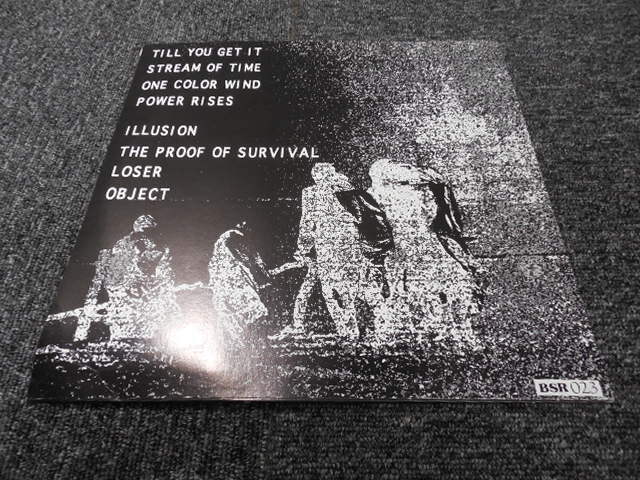 TILL YOU GET IT
STREAM OF TIME
ONE COLOR WIND
POWER RISES
ILLUSION
THE PROOF OF SURVIVAL
LOSER
OBJECT
BSR 023